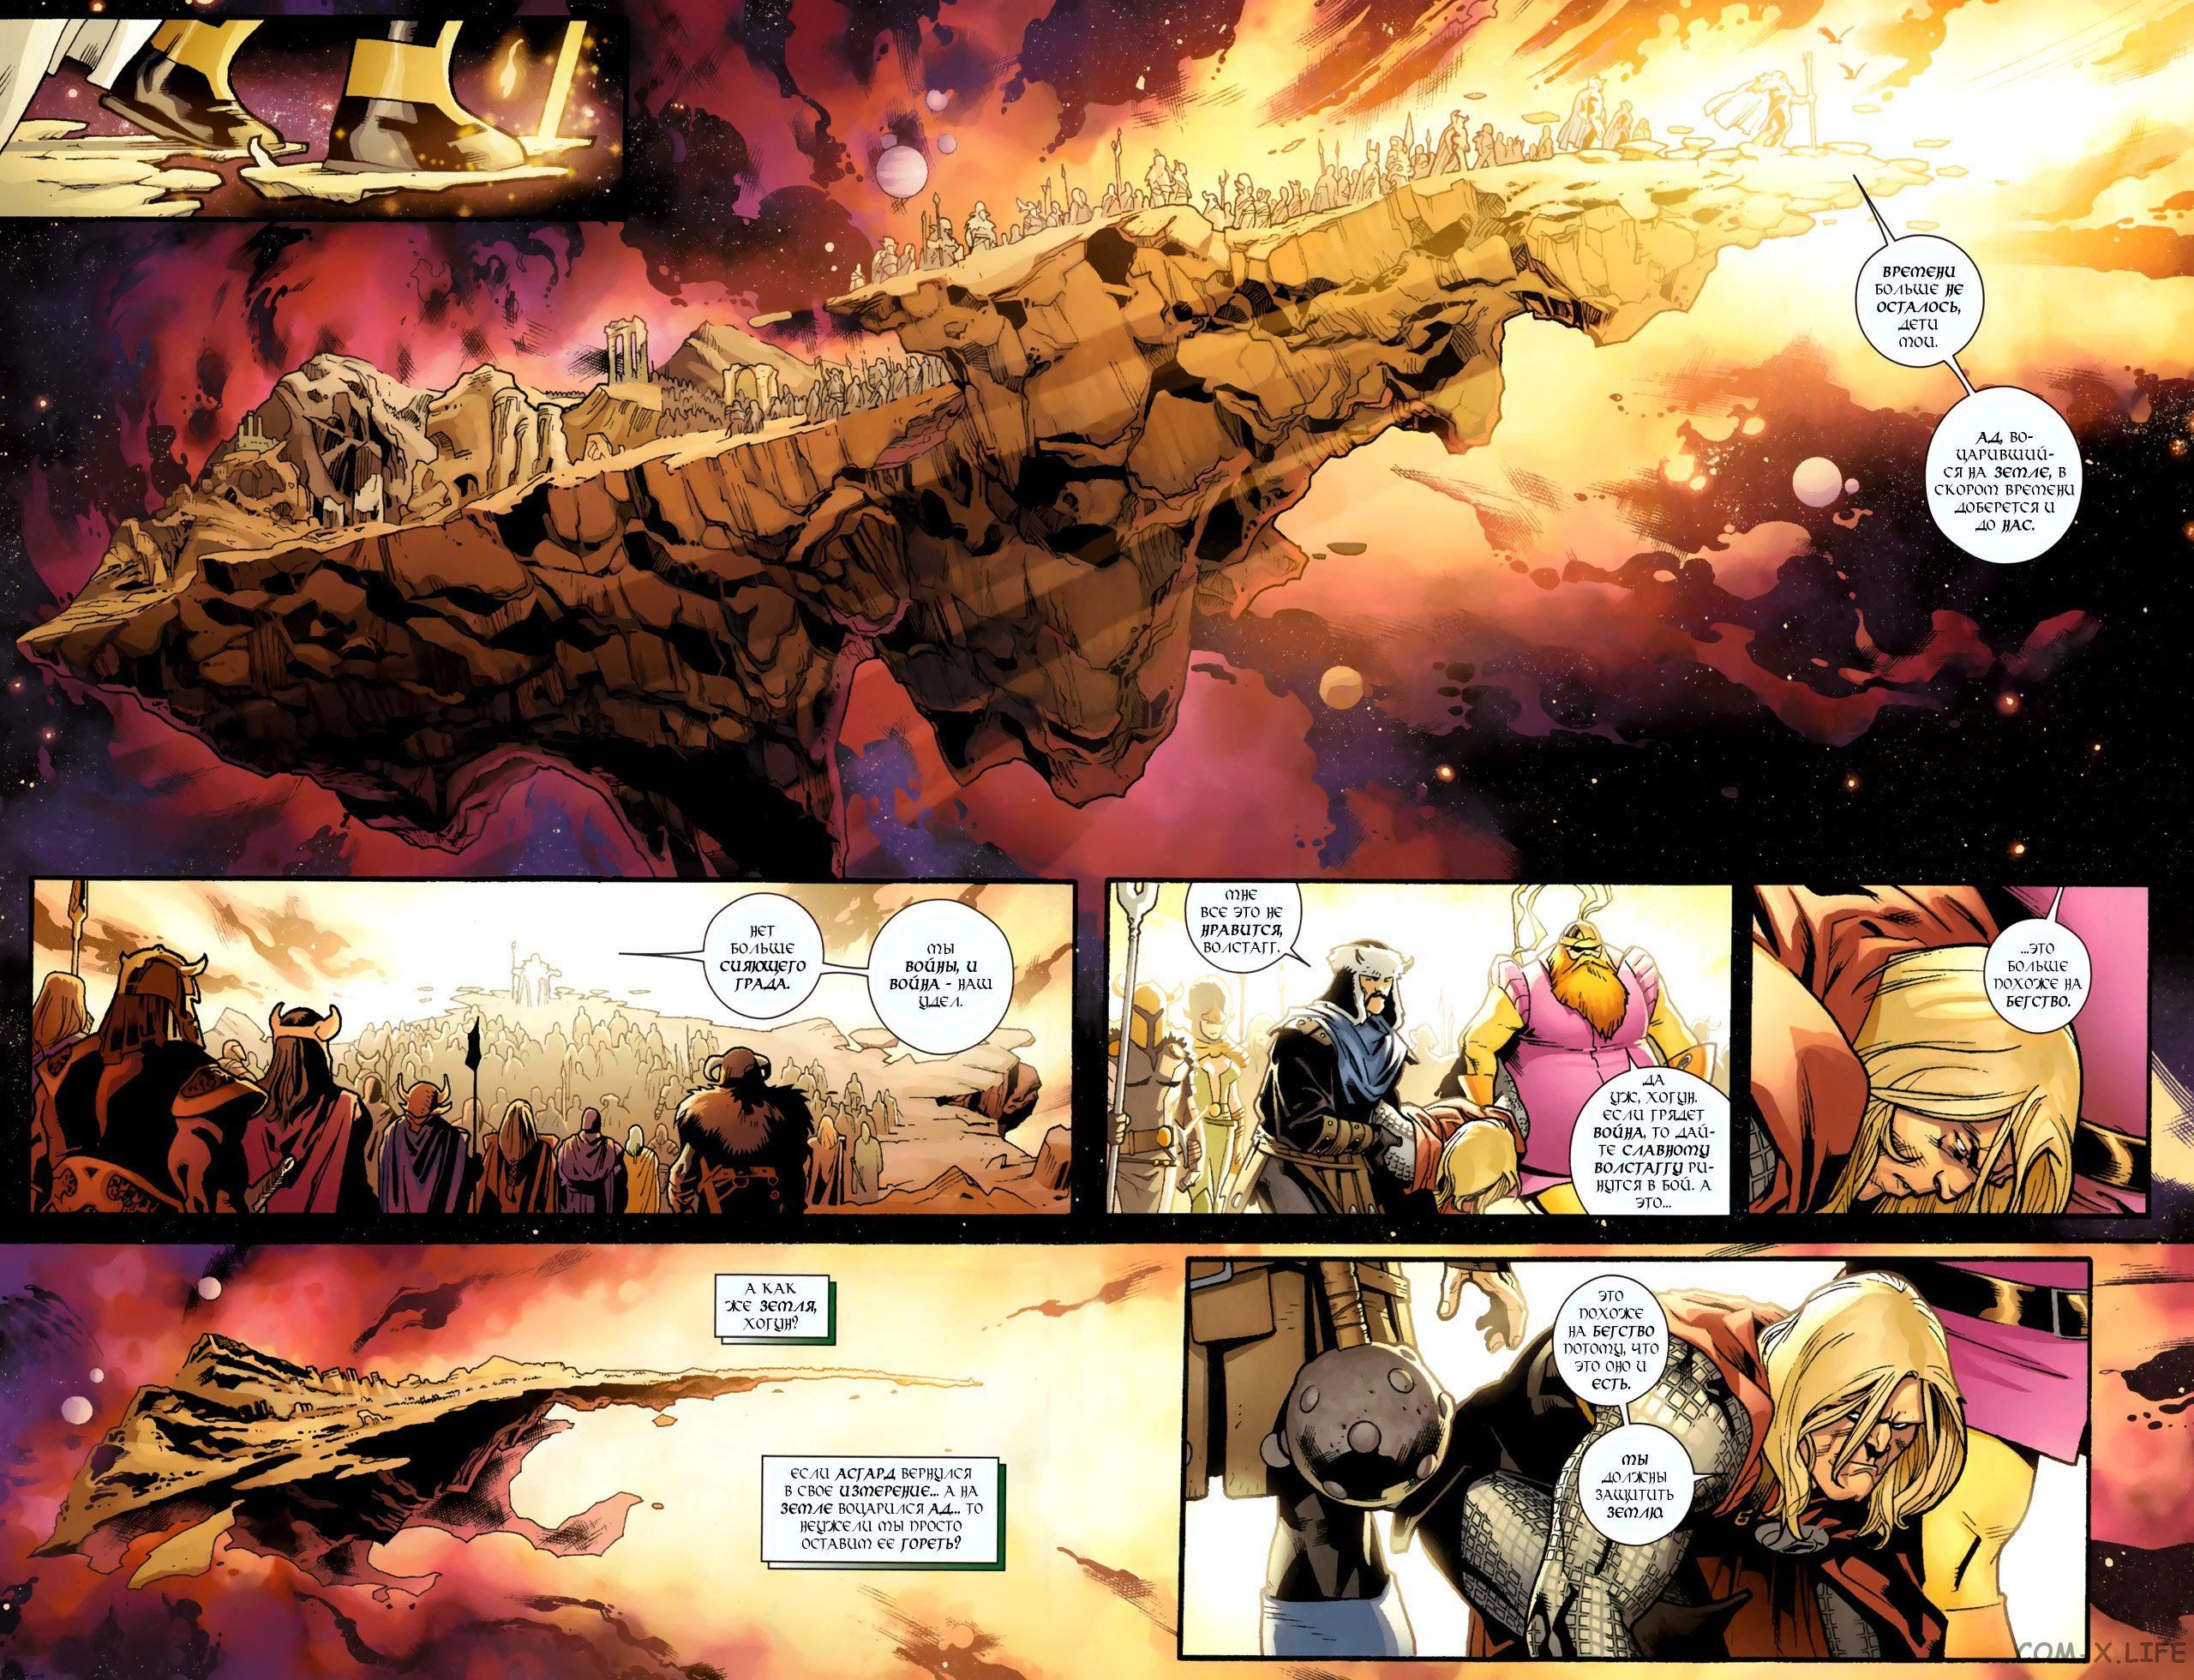 ВРЕМЕНИ
БОЛЬШЕ НЕ
ОСТАЛОСЬ,
ДЕТИ
МОИ.
АД, ВО-
ЦАРИВШИЙ-
СЯ НА ЗЕМЛЕ, В
СКОРОМ ВРЕМЕНИ
ДОБЕРЕТСЯ И
ДО НАС.
НЕТ
БОЛЬШЕ
СИЯЮЩЕГО
ГРАДА.
МЫ
ВОЙНЫ, И
ВОЙНА - НАШ
УДЕЛ.
МНЕ
ВСЕ ЭТО НЕ
НРАВИТСЯ,
ВОЛСТАГГ.
ДА
УЖ, ХОГУН.
ЕСЛИ ГРЯДЕТ
ВОЙНА, ТО ДАЙ-
ТЕ СЛАВНОМУ
ВОЛСТАГГУ РИ-
НУТСЯ В БОЙ. А
ЭТО...
...ЭТО
БОЛЬШЕ
ПОХОЖЕ НА
БЕГСТВО.
А КАК
ЖЕ ЗЕМЛЯ,
ХОГУН?
ЕСЛИ АСГАРД ВЕРНУЛСЯ
В СВОЕ ИЗМЕРЕНИЕ... А НА
ЗЕМЛЕ ВОЦАРИЛСЯ АД... ТО
НЕУЖЕЛИ МЫ ПРОСТО
ОСТАВИМ ЕЕ ГОРЕТЬ?
ЭТО
ПОХОЖЕ
НА БЕГСТВО
ПОТОМУ, ЧТО
ЭТО ОНО И
ЕСТЬ.
МЫ
ДОЛЖНЫ
ЗАЩИТИТЬ
ЗЕМЛЮ.
COM-X.LIFE